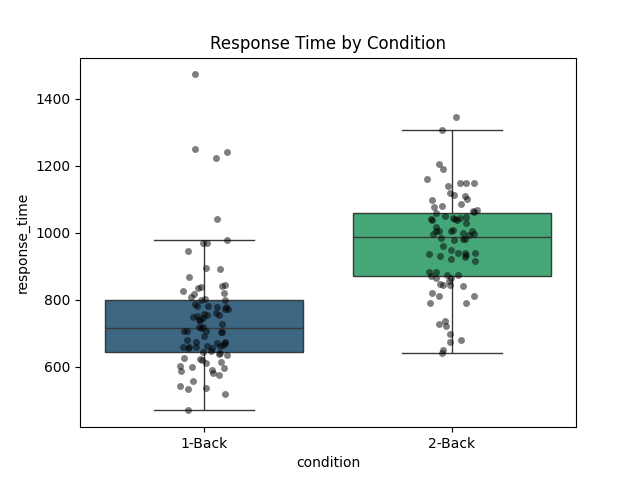 Response Time by Condition
1400
1200
1000
800
600
response_time
1-Back
2-Back
condition